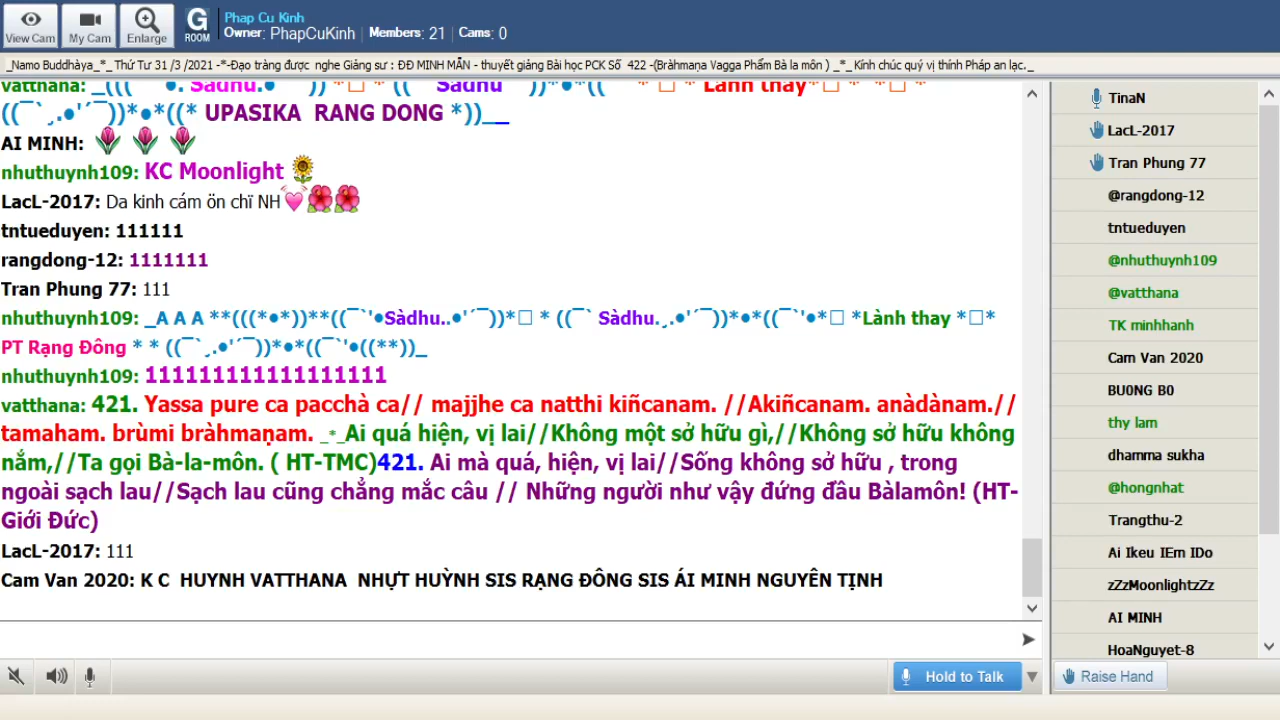 View Cam
My Cam
Enlarge
G
ROOM
Phap Cu Kinh
Owner: PhapCuKinh | Members: 21 | Cams: 0
_Namo Buddhàya_*_ Thứ Tư 31 /3 /2021 -*-Đạo tràng được nghe Giảng sư : ĐĐ MINH MẪN - thuyết giảng Bài học PCK Số 422 -(Bràhmaṇa Vagga Phẩm Bà la môn ) _*_ Kính chúc quý vị thính Pháp an lạc._
vatthana: _(((¯`'●. Sàdhu.●'´¯)) *□ * ((¯` Sàdhu´¯))*●*((¯`'* □ * Lành thay*□ * *□ *
((¯`¸.●'´¯))*●*((* UPASIKA RANG DONG *))__
AI MINH:
nhuthuynh109: KC Moonlight
LacL-2017: Da kinh cám ön chï NH
tntueduyen: 111111
rangdong-12: 1111111
Tran Phung 77: 111
nhuthuynh109: _A A A **(((*●*))**((¯`'●Sàdhu..●'´¯))*□ * ((¯` Sàdhu.¸.●'´¯))*●*((¯`'●*□ *Lành thay *□*
PT Rạng Đông * * ((¯`¸.●'´¯))*●*((¯`'●((**))_
nhuthuynh109: 111111111111111111
vatthana: 421. Yassa pure ca pacchà ca// majjhe ca natthi kiñcanam. //Akiñcanam. anàdànam.//
tamaham. brùmi bràhmaṇam. _*_Ai quá hiện, vị lai//Không một sở hữu gì,//Không sở hữu không
nắm,//Ta gọi Bà-la-môn. ( HT-TMC)421. Ai mà quá, hiện, vị lai//Sống không sở hữu , trong
ngoài sạch lau//Sạch lau cũng chẳng mắc câu // Những người như vậy đứng đầu Bàlamôn! (HT-
Giới Đức)
LacL-2017: 111
Cam Van 2020: K C HUYNH VATTHANA NHỰT HUỲNH SIS RẠNG ĐÔNG SIS ÁI MINH NGUYÊN TỊNH
Hold to Talk
TinaN
LacL-2017
Tran Phung 77
@rangdong-12
tntueduyen
@nhuthuynh109
@vatthana
TK minhhanh
Cam Van 2020
BU0NG B0
thy lam
dhamma sukha
@hongnhat
Trangthu-2
Ai Ikeu IEm IDo
zZzMoonlightzZz
AI MINH
HoaNguyet-8
Raise Hand